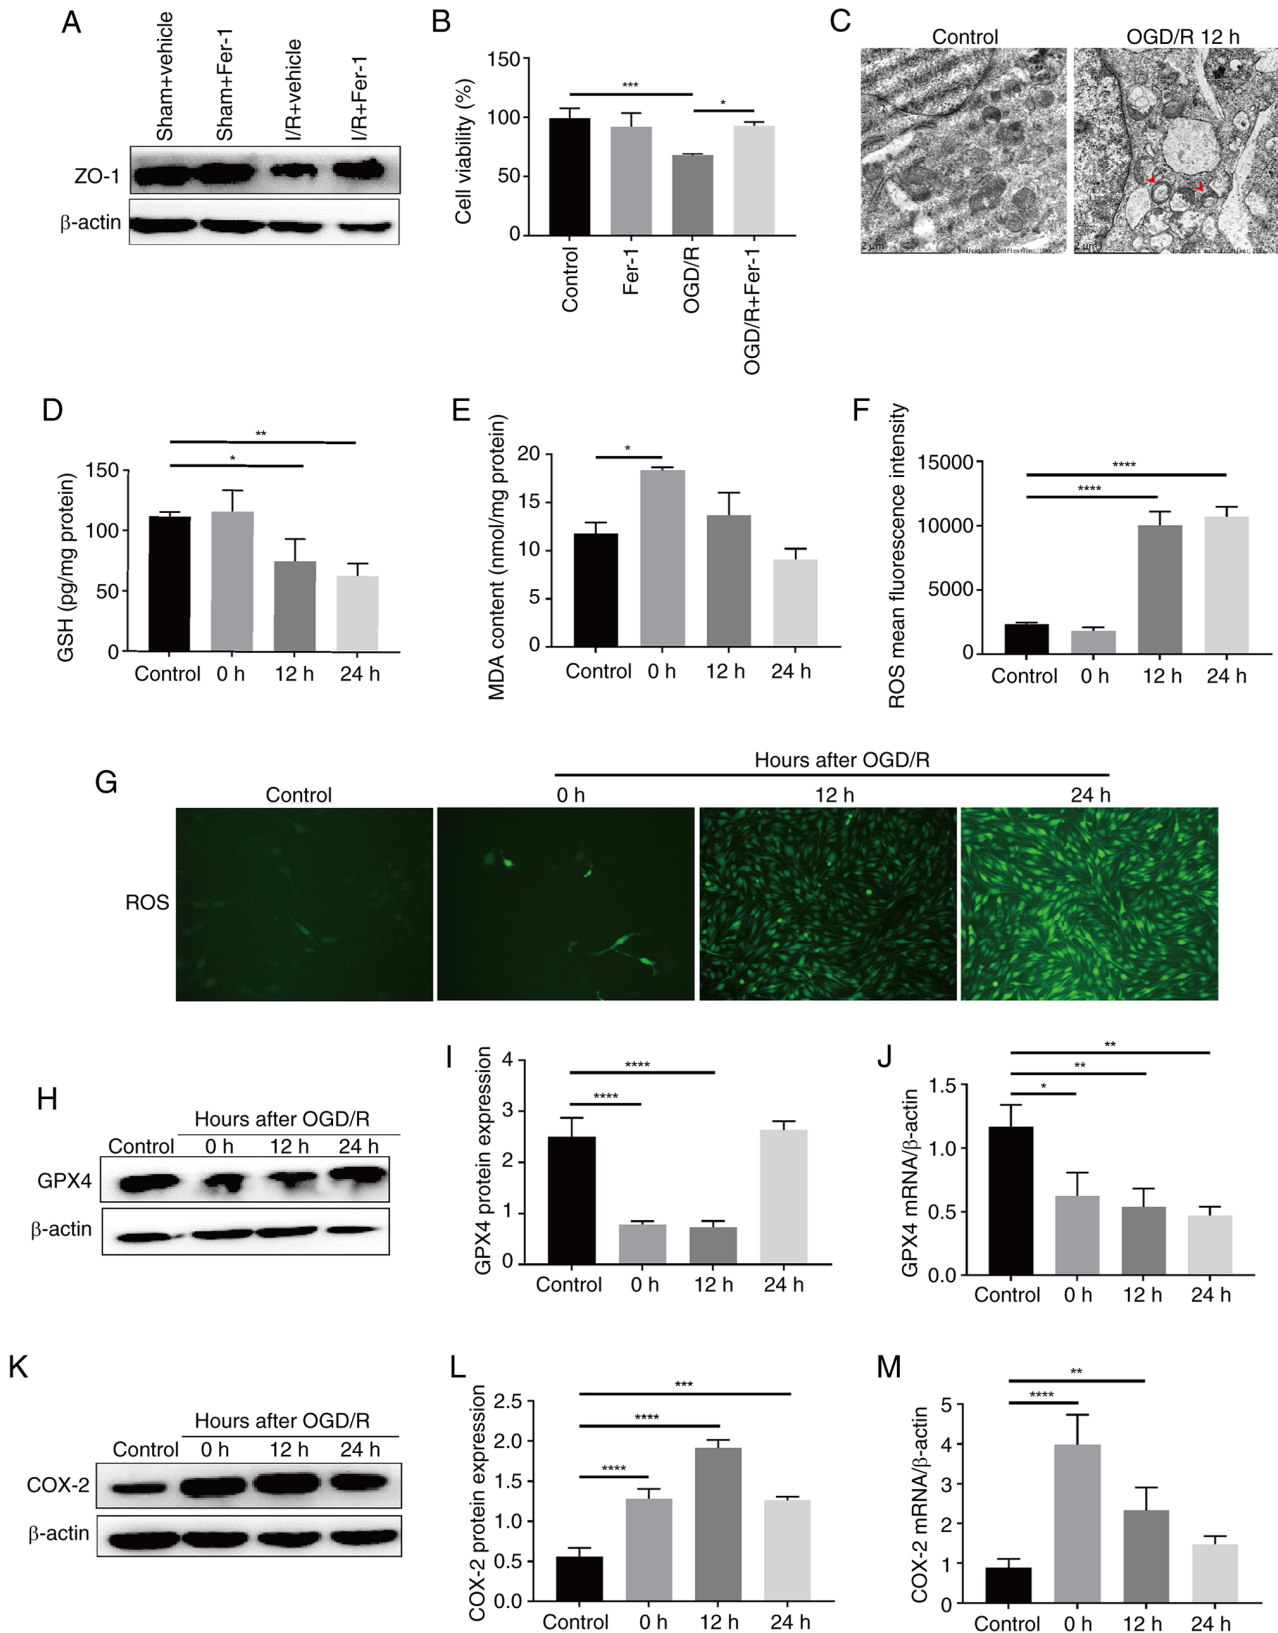 A
Sham+vehicle
Sham+Fer-1
I/R+vehicle
I/R+Fer-1
ZO-1
β-actin
B
Cell viability (%)
150
100
50
0
***
*
Control
Fer-1
OGD/R
OGD/R+Fer-1
C
Control
OGD/R 12 h
2 μm
2 μm
D
GSH (pg/mg protein)
150
100
50
0
**
*
Control 0 h 12 h 24 h
E
MDA content (nmol/mg protein)
20
15
10
5
0
*
Control 0 h 12 h 24 h
F
ROS mean fluorescence intensity
15000
10000
5000
0
****
****
Control 0 h 12 h 24 h
G
Hours after OGD/R
Control 0 h 12 h 24 h
ROS
H
Hours after OGD/R
Control 0 h 12 h 24 h
GPX4
β-actin
I
GPX4 protein expression
4
3
2
1
0
****
****
Control 0 h 12 h 24 h
J
GPX4 mRNA/β-actin
1.5
1.0
0.5
0.0
**
**
*
Control 0 h 12 h 24 h
K
Hours after OGD/R
Control 0 h 12 h 24 h
COX-2
β-actin
L
COX-2 protein expression
2.5
2.0
1.5
1.0
0.5
0.0
***
****
****
Control 0 h 12 h 24 h
M
COX-2 mRNA/β-actin
5
4
3
2
1
0
**
****
Control 0 h 12 h 24 h